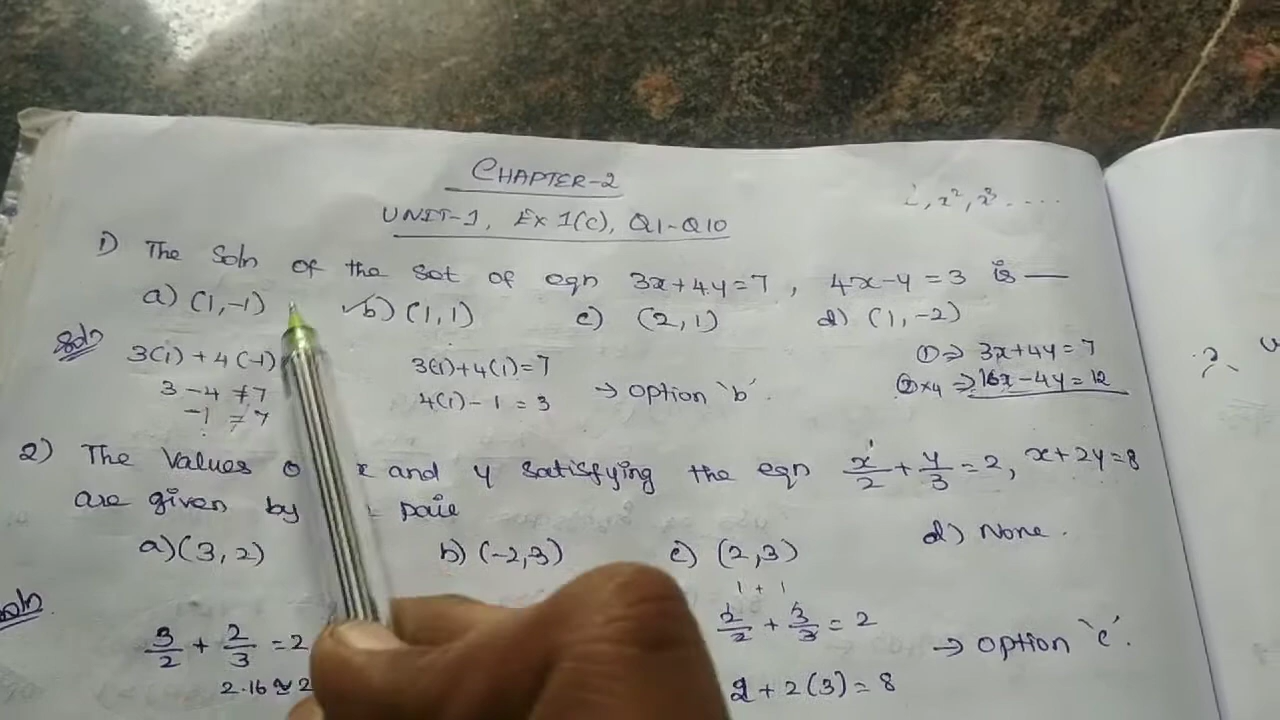 CHAPTER-2
, x², x³ ....
UNIT-1, Ex 1(C), Q1-Q10
1) The Soln of the set of eqn 3x+4y=7, 4x-y=3 is —
a) (1,-1) ✓b) (1,1) c) (2,1) d) (1,-2)
Soln 3(1)+4(-1) 3(1)+4(1)=7 ①⇒ 3x+4y=7
3-4≠7 4(1)-1=3 → option `b'. ②×4 ⇒16x-4y=12
-1≠7
2) The Values x and y satisfying the eqn x/2+y/3=2, x+2y=8
are given by pair
a)(3,2) b) (-2,3) c) (2,3) d) None.
1 + 1
soln. 3/2+2/3=2 2/2+3/3=2 → option `c'.
2.16≈2 2+2(3)=8